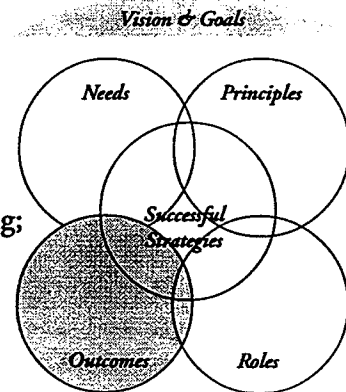 Vision & Goals
Needs
Principles
g;
Successful
Strategies
Outcomes
Roles